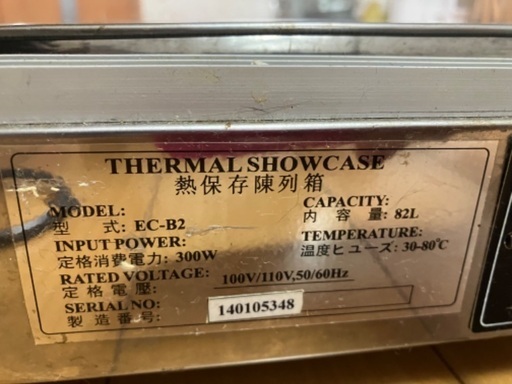 THERMAL SHOWCASE
熱保存陳列箱
MODEL:
型 式: EC-B2
INPUT POWER:
定格消費電力: 300W
RATED VOLTAGE: 100V/110V,50/60Hz
定格電壓:
SERIAL NO: 140105348
製造番号:
CAPACITY:
内容量: 82L
TEMPERATURE:
温度ヒューズ: 30-80℃